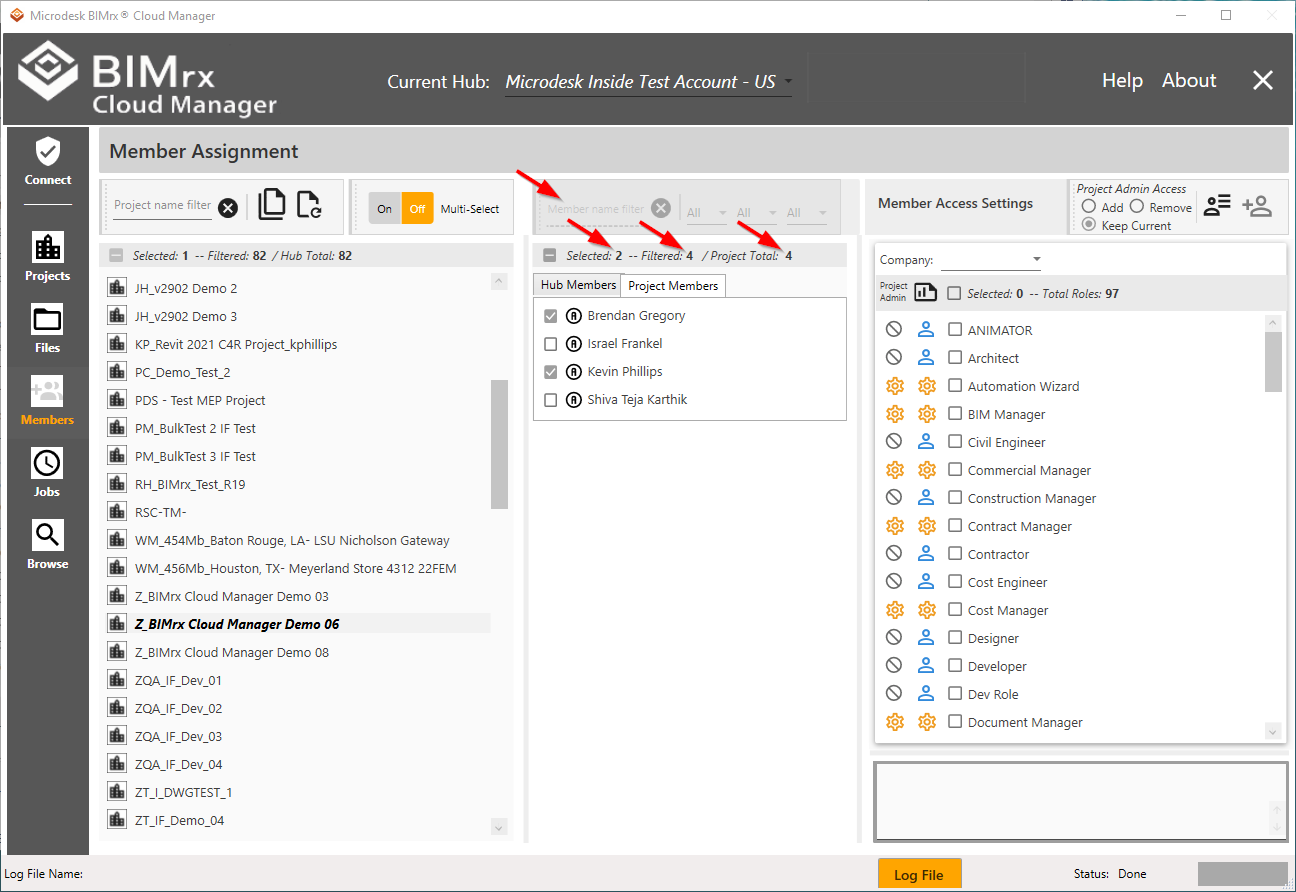 Microdesk BIMrx® Cloud Manager
BIMrx
Cloud Manager
Current Hub: Microdesk Inside Test Account - US
Help About
Connect
Projects
Files
Members
Jobs
Browse
Member Assignment
Project name filter
On Off Multi-Select
Member name filter
All All All
Member Access Settings
Project Admin Access
Add Remove
Keep Current
Selected: 1 -- Filtered: 82 / Hub Total: 82
JH_v2902 Demo 2
JH_v2902 Demo 3
KP_Revit 2021 C4R Project_kphillips
PC_Demo_Test_2
PDS - Test MEP Project
PM_BulkTest 2 IF Test
PM_BulkTest 3 IF Test
RH_BIMrx_Test_R19
RSC-TM-
WM_454Mb_Baton Rouge, LA- LSU Nicholson Gateway
WM_456Mb_Houston, TX- Meyerland Store 4312 22FEM
Z_BIMrx Cloud Manager Demo 03
Z_BIMrx Cloud Manager Demo 06
Z_BIMrx Cloud Manager Demo 08
ZQA_IF_Dev_01
ZQA_IF_Dev_02
ZQA_IF_Dev_03
ZQA_IF_Dev_04
ZT_I_DWGTEST_1
ZT_IF_Demo_04
Selected: 2 -- Filtered: 4 / Project Total: 4
Hub Members Project Members
A Brendan Gregory
A Israel Frankel
A Kevin Phillips
A Shiva Teja Karthik
Company:
Project
Admin
Selected: 0 -- Total Roles: 97
ANIMATOR
Architect
Automation Wizard
BIM Manager
Civil Engineer
Commercial Manager
Construction Manager
Contract Manager
Contractor
Cost Engineer
Cost Manager
Designer
Developer
Dev Role
Document Manager
Log File Name:
Log File
Status: Done